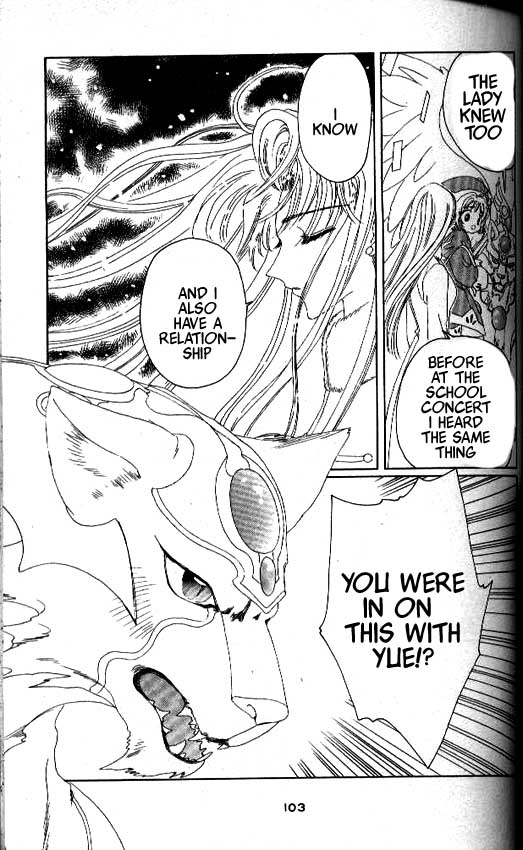 THE
LADY
KNEW
TOO
BEFORE
AT THE
SCHOOL
CONCERT
I HEARD
THE SAME
THING
I
KNOW
AND I
ALSO
HAVE A
RELATION-
SHIP
YOU WERE
IN ON
THIS WITH
YUE!?
103